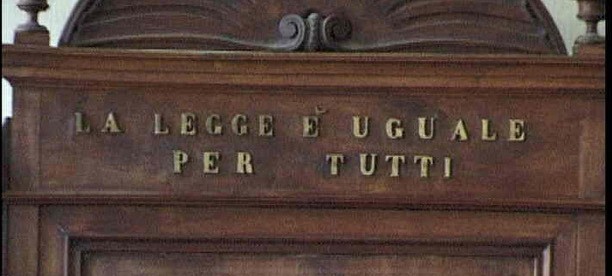 LA LEGGE È UGUALE
PER TUTTI